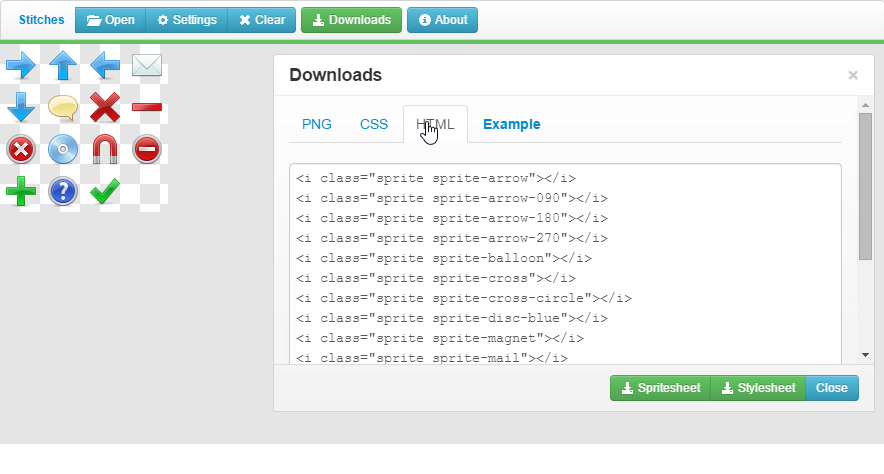 Stitches Open Settings Clear Downloads About
Downloads ×
PNG CSS HTML Example
<i class="sprite sprite-arrow"></i>
<i class="sprite sprite-arrow-090"></i>
<i class="sprite sprite-arrow-180"></i>
<i class="sprite sprite-arrow-270"></i>
<i class="sprite sprite-balloon"></i>
<i class="sprite sprite-cross"></i>
<i class="sprite sprite-cross-circle"></i>
<i class="sprite sprite-disc-blue"></i>
<i class="sprite sprite-magnet"></i>
<i class="sprite sprite-mail"></i>
Spritesheet Stylesheet Close